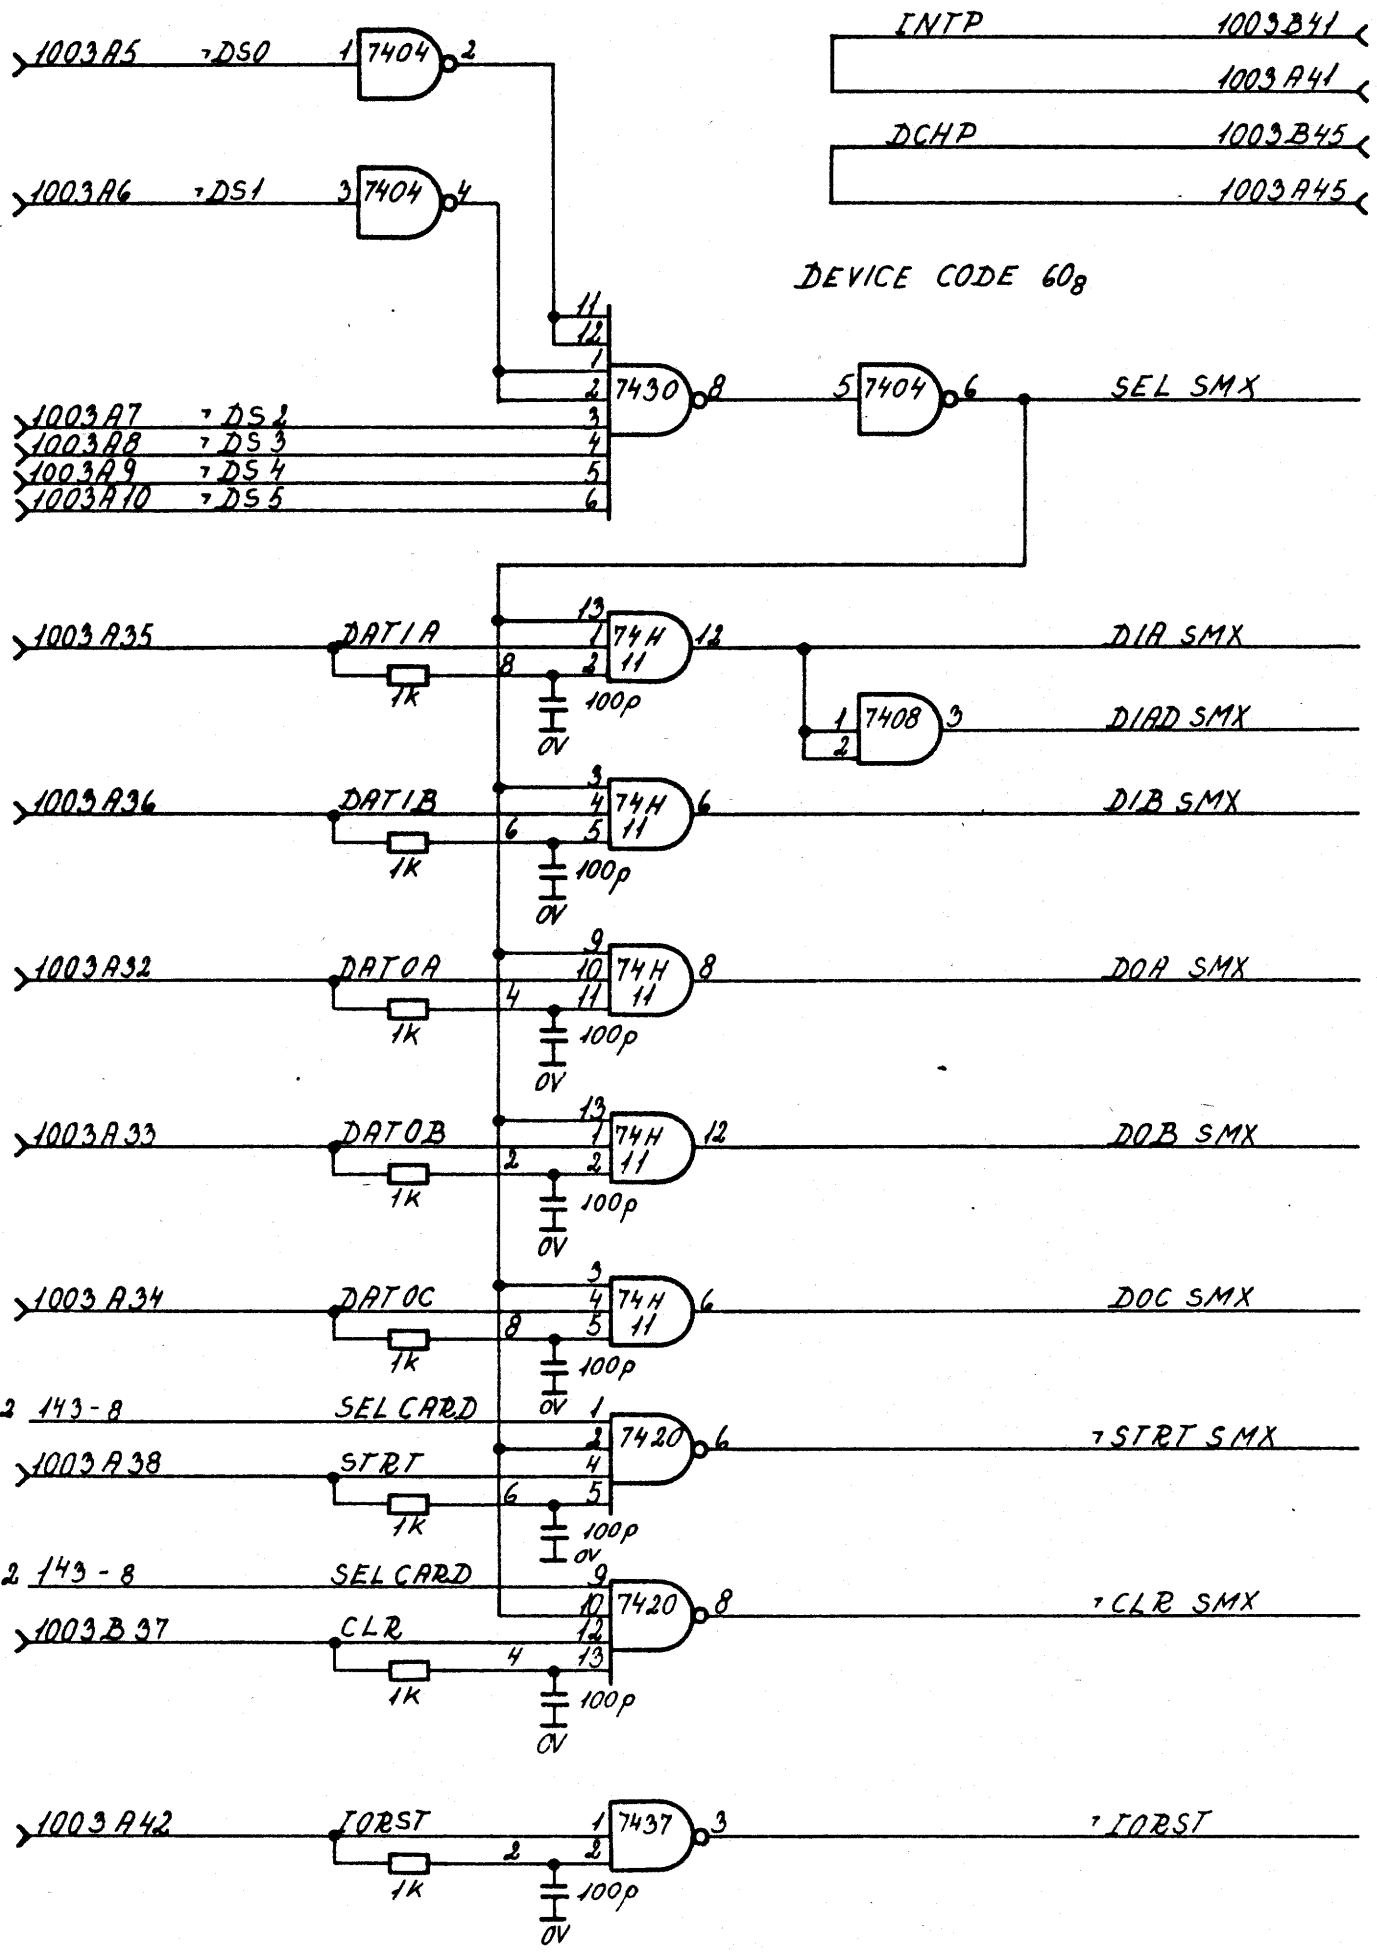 INTP 1003B41
1003A5 ¬DS0 1 7404 2
1003A41
DCHP 1003B45
1003A6 ¬DS1 3 7404 4
1003A45
DEVICE CODE 60₈
11
12
1
2 7430 8 5 7404 6 SEL SMX
1003A7 ¬DS2 3
1003A8 ¬DS3 4
1003A9 ¬DS4 5
1003A10 ¬DS5 6
13
1003A35 DAT1A 1 74H 12 DIA SMX
8 2 11
1K 100p
0V
1 7408 3 DIAD SMX
2
3
1003A36 DAT1B 4 74H 6 DIB SMX
6 5 11
1K 100p
0V
9
1003A32 DATOA 10 74H 8 DOA SMX
4 11 11
1K 100p
0V
13
1003A33 DATOB 1 74H 12 DOB SMX
2 2 11
1K 100p
0V
3
1003A34 DATOC 4 74H 6 DOC SMX
8 5 11
1K 100p
0V
2 143-8 SEL CARD 1
2 7420 6 ¬STRT SMX
1003A38 STRT 4
6 5
1K 100p
0V
2 143-8 SEL CARD 9
10 7420 8 ¬CLR SMX
1003B37 CLR 12
4 13
1K 100p
0V
1003A42 IORST 1 7437 3 ¬IORST
2 2
1K 100p
0V